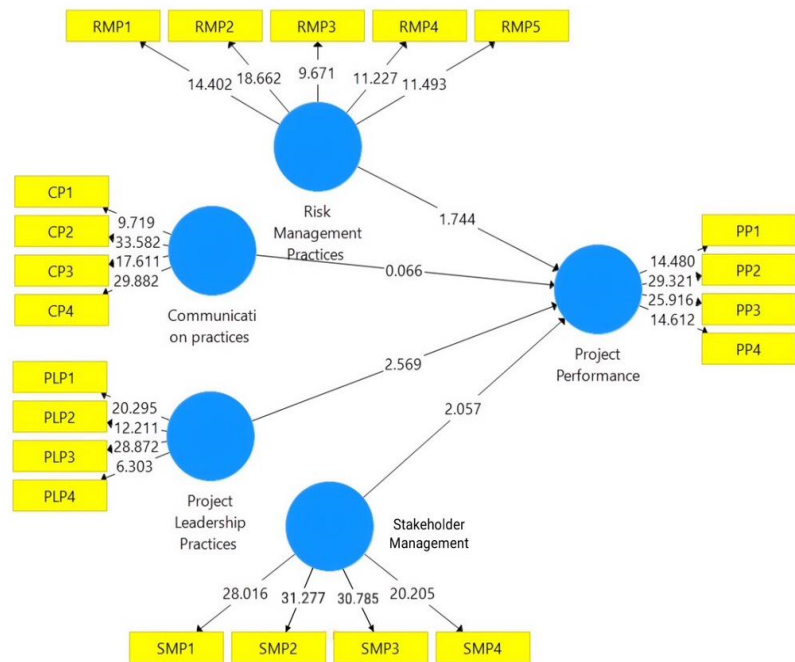 RMP1
RMP2
RMP3
RMP4
RMP5
14.402
18.662
9.671
11.227
11.493
Risk
Management
Practices
1.744
CP1
CP2
CP3
CP4
9.719
33.582
17.611
29.882
Communicati
on practices
0.066
PP1
PP2
PP3
PP4
14.480
29.321
25.916
14.612
Project
Performance
PLP1
PLP2
PLP3
PLP4
20.295
12.211
28.872
6.303
Project
Leadership
Practices
2.569
2.057
Stakeholder
Management
28.016
31.277
30.785
20.205
SMP1
SMP2
SMP3
SMP4